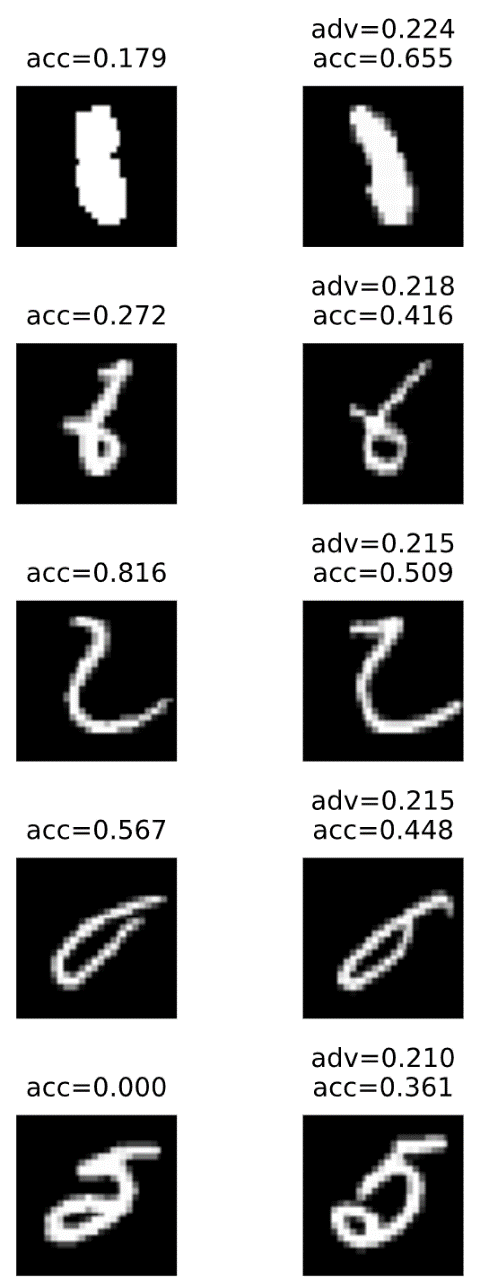 adv=0.224
acc=0.179 acc=0.655
adv=0.218
acc=0.272 acc=0.416
adv=0.215
acc=0.816 acc=0.509
adv=0.215
acc=0.567 acc=0.448
adv=0.210
acc=0.000 acc=0.361